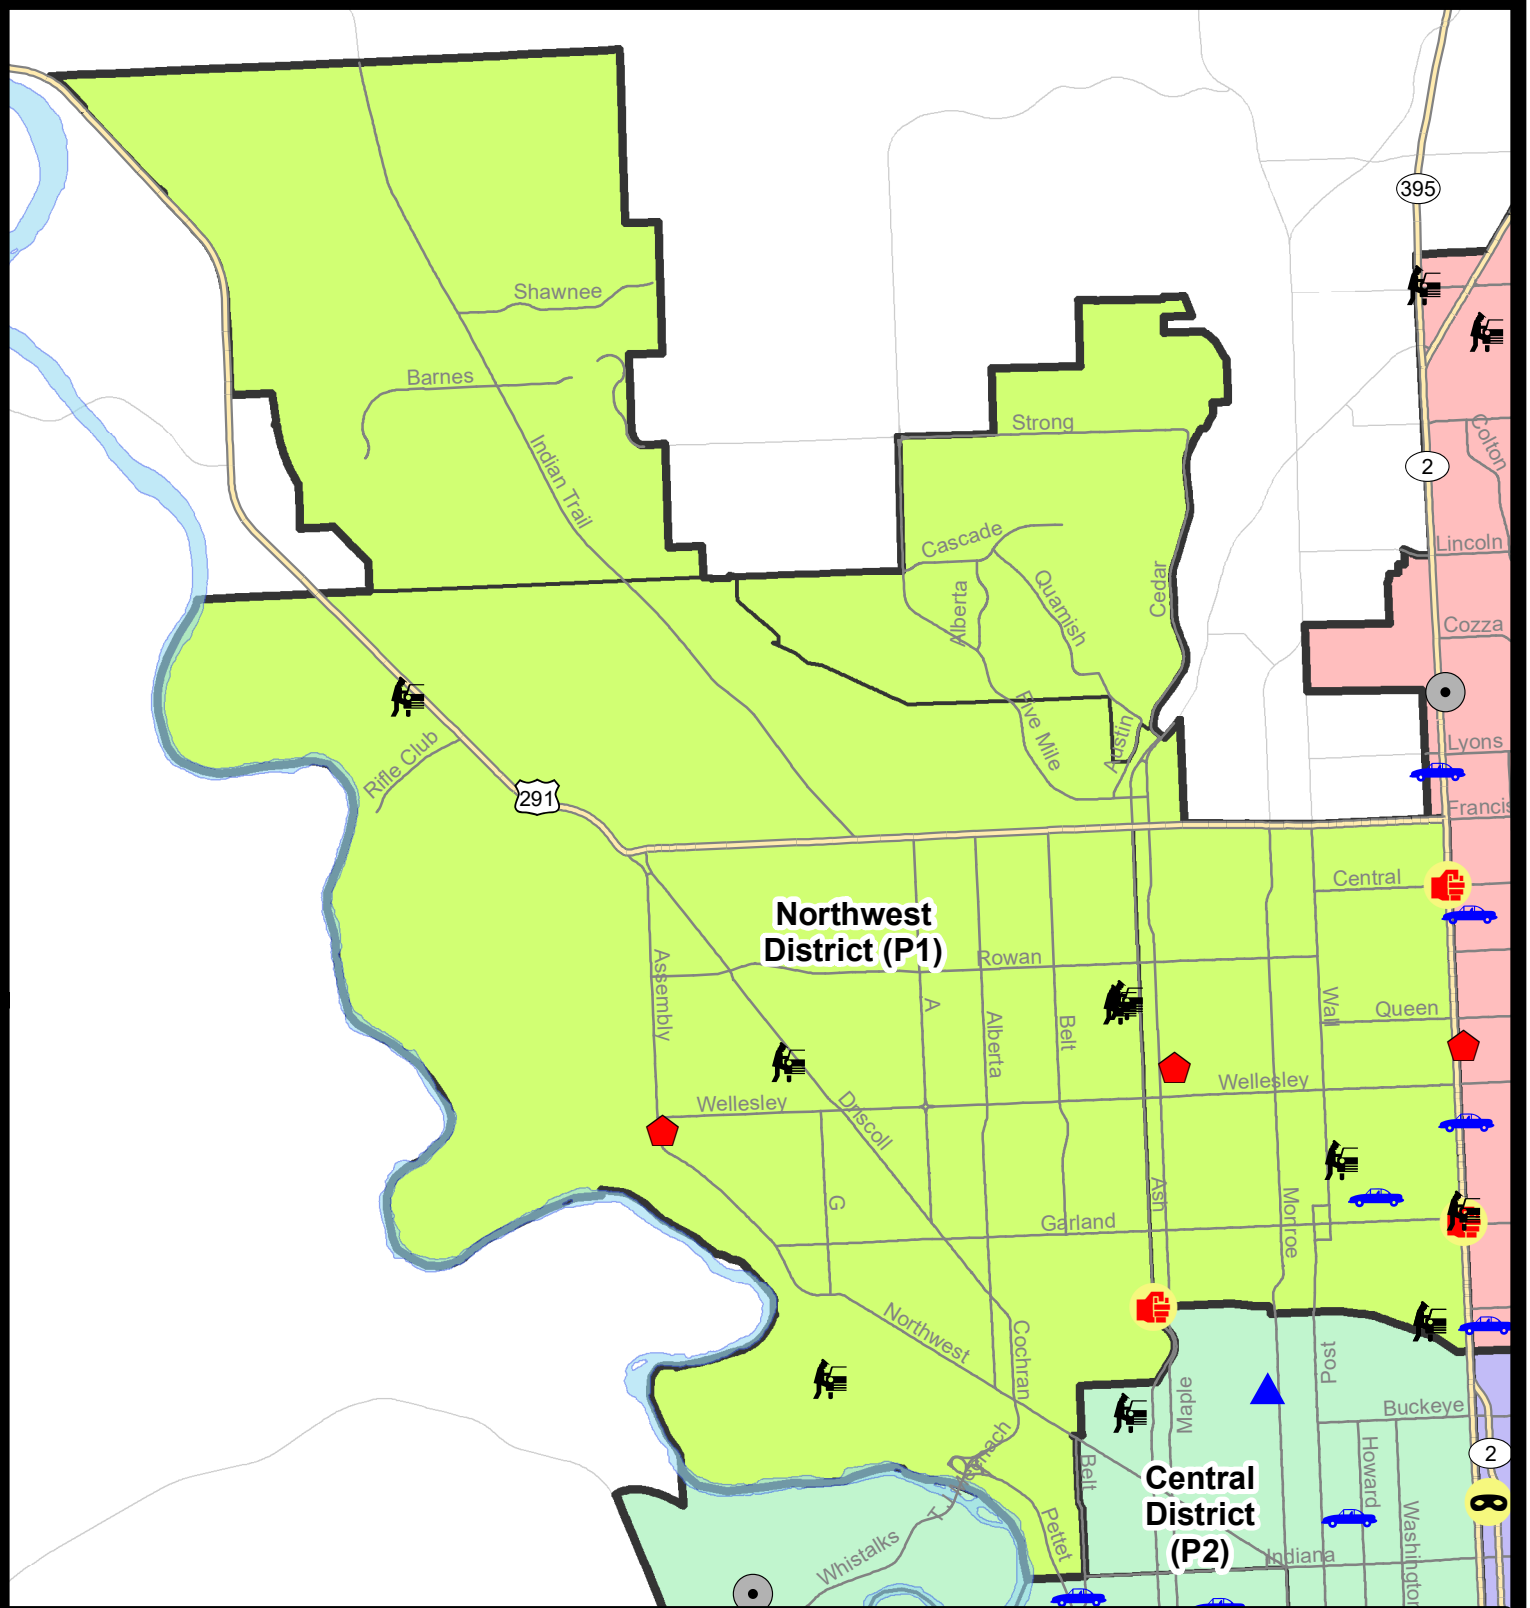 395
Shawnee
Barnes
Strong
Colton
Indian Trail
2
Cascade
Lincoln
Alberta
Quamish
Cedar
Cozza
Five Mile
Austin
Lyons
Rifle Club
291
Francis
Central
Northwest
District (P1)
Rowan
Assembly
A
Alberta
Belt
Wall
Queen
Wellesley
Wellesley
Driscoll
G
Ash
Monroe
Garland
Northwest
Cochran
Post
Maple
Buckeye
Belt
Howard
2
Central
District
(P2)
Washington
Pettet
Whistalks
Indiana